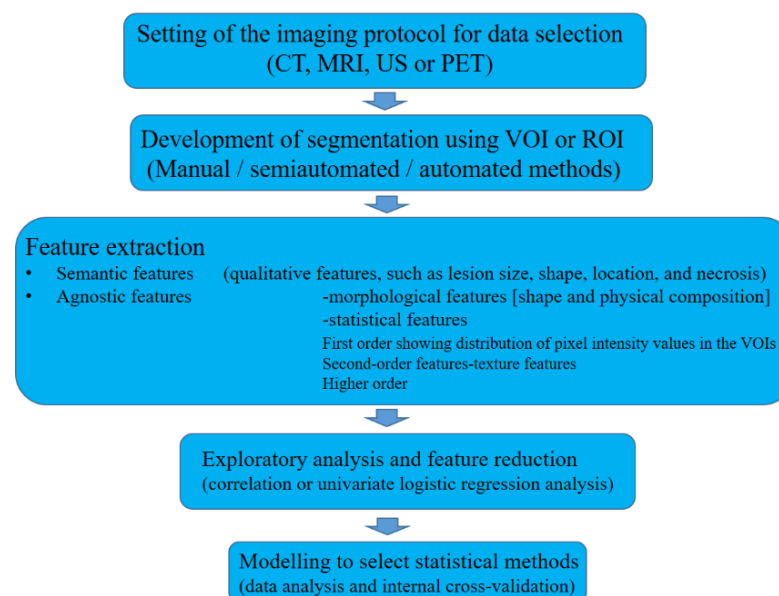 Setting of the imaging protocol for data selection
(CT, MRI, US or PET)
Development of segmentation using VOI or ROI
(Manual / semiautomated / automated methods)
Feature extraction
• Semantic features (qualitative features, such as lesion size, shape, location, and necrosis)
• Agnostic features -morphological features [shape and physical composition]
-statistical features
First order showing distribution of pixel intensity values in the VOIs
Second-order features-texture features
Higher order
Exploratory analysis and feature reduction
(correlation or univariate logistic regression analysis)
Modelling to select statistical methods
(data analysis and internal cross-validation)